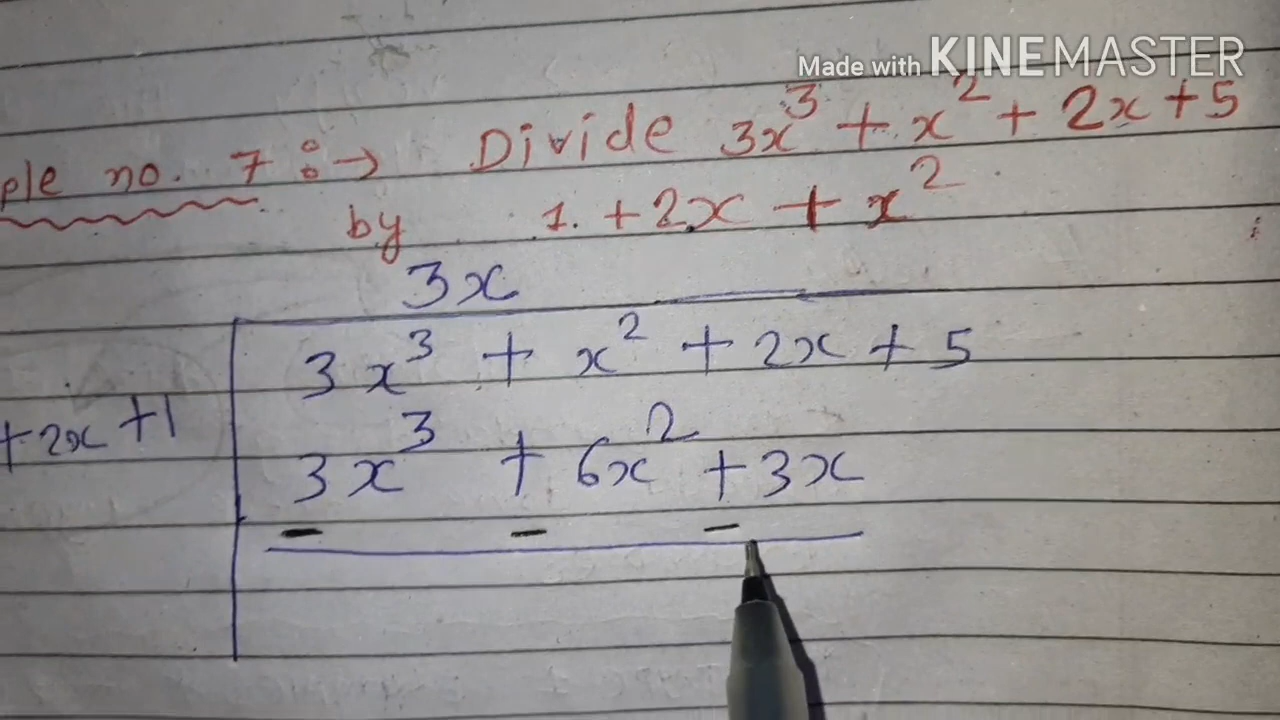 Made with KINEMASTER
ple no. 7 :→ Divide 3x³ + x² + 2x + 5
by 1. + 2x + x²
3x
3x³ + x² + 2x + 5
+ 2x + 1
3x³ + 6x² + 3x
− − −